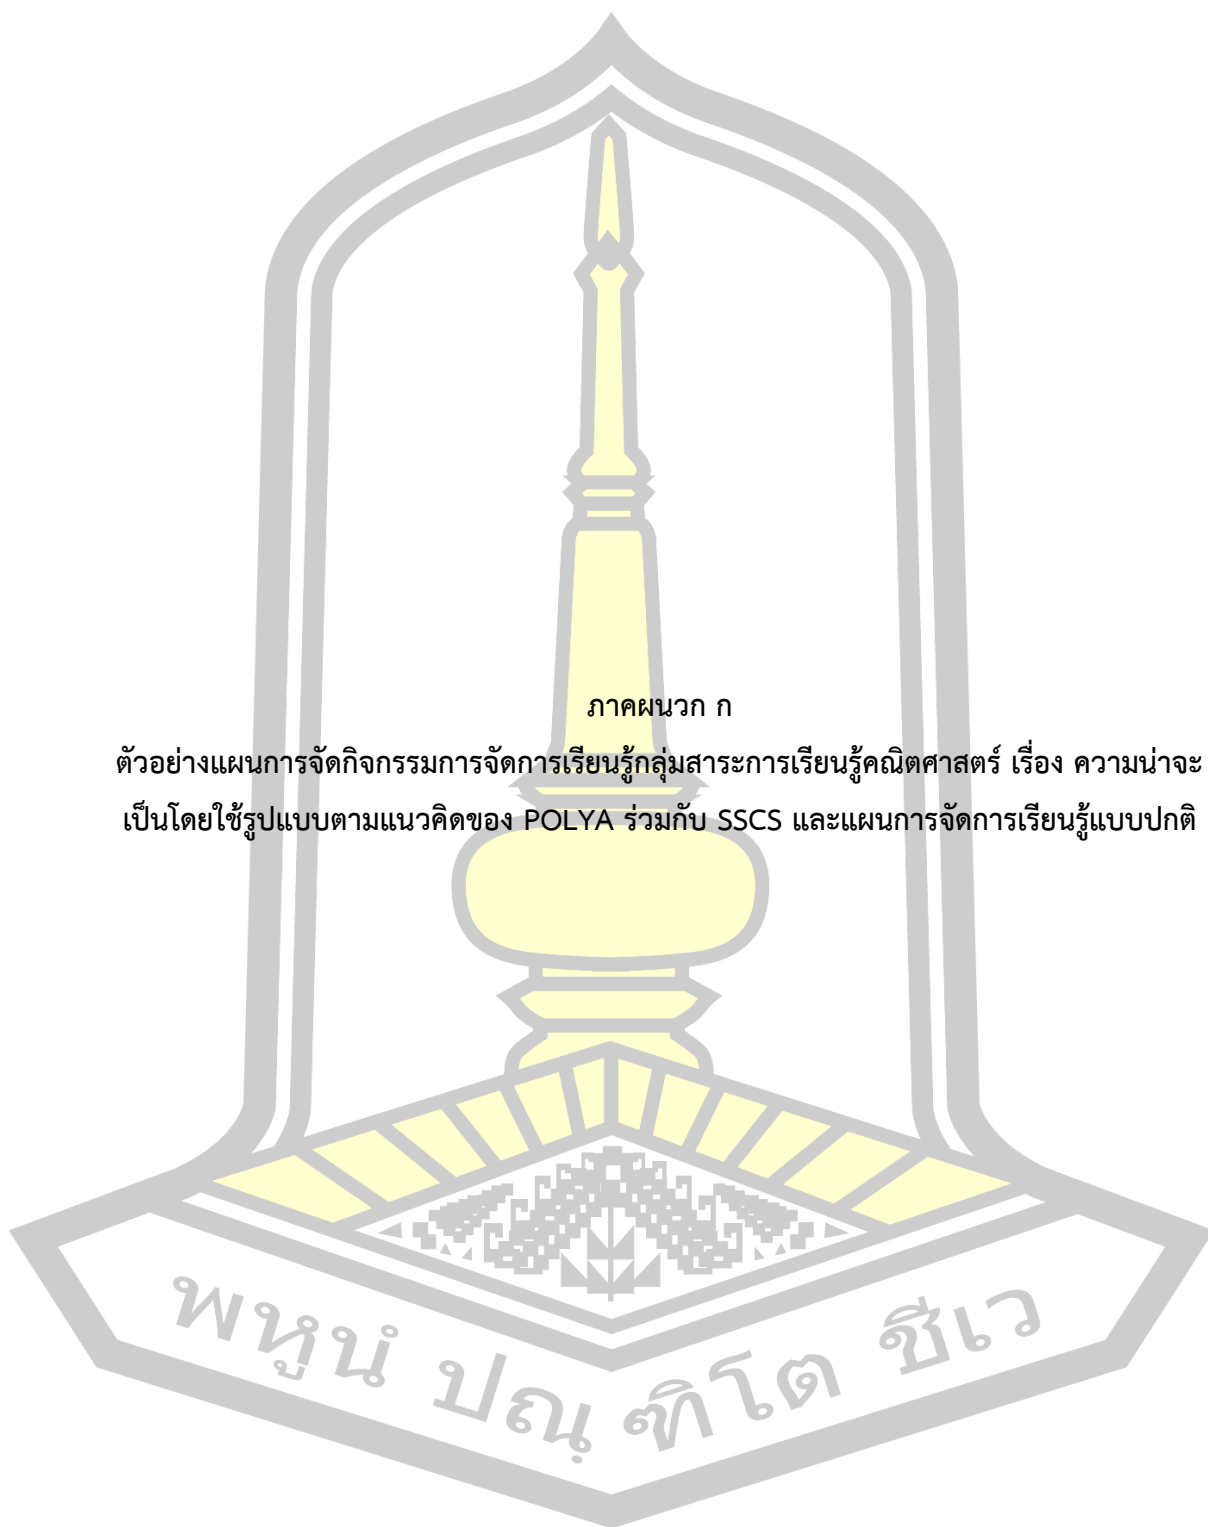 ภาคผนวก ก
ตัวอย่างแผนการจัดกิจกรรมการจัดการเรียนรู้กลุ่มสาระการเรียนรู้คณิตศาสตร์ เรื่อง ความน่าจะ
เป็นโดยใช้รูปแบบตามแนวคิดของ POLYA ร่วมกับ SSCS และแผนการจัดการเรียนรู้แบบปกติ
พหูนํ ปณฺฑิโต ชีเว